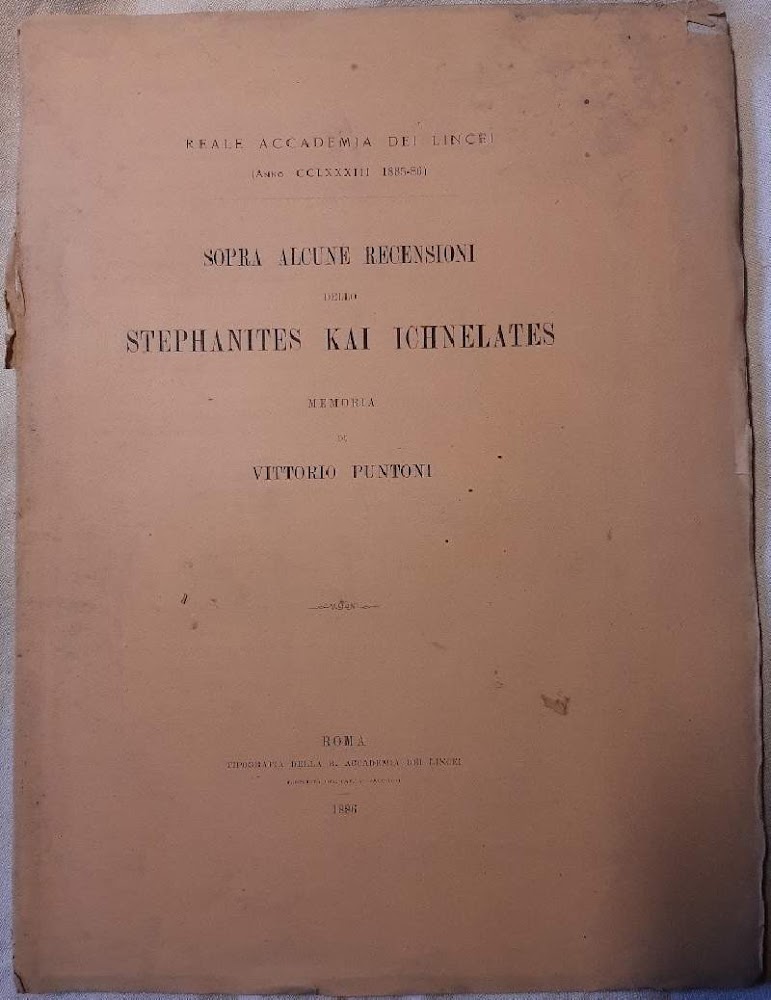 REALE ACCADEMIA DEI LINCEI
(ANNO CCLXXXIII 1885-86)
SOPRA ALCUNE RECENSIONI
DELLO
STEPHANITES KAI ICHNELATES
MEMORIA
DI
VITTORIO PUNTONI
ROMA
TIPOGRAFIA DELLA R. ACCADEMIA DEI LINCEI
1886